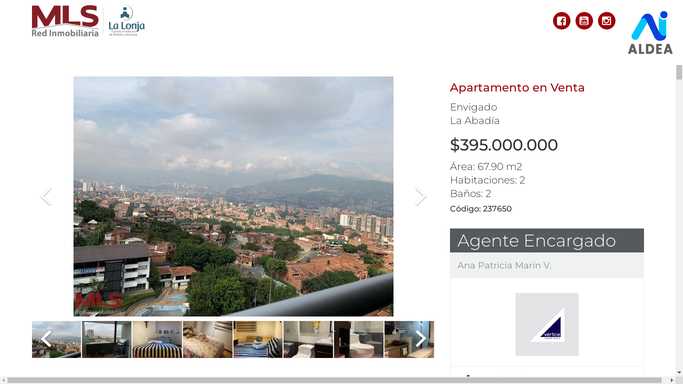 MLS
Red Inmobiliaria
La Lonja
ALDEA
Apartamento en Venta
Envigado
La Abadía
$395.000.000
Área: 67.90 m2
Habitaciones: 2
Baños: 2
Código: 237650
MLS
Agente Encargado
Ana Patricia Marin V.